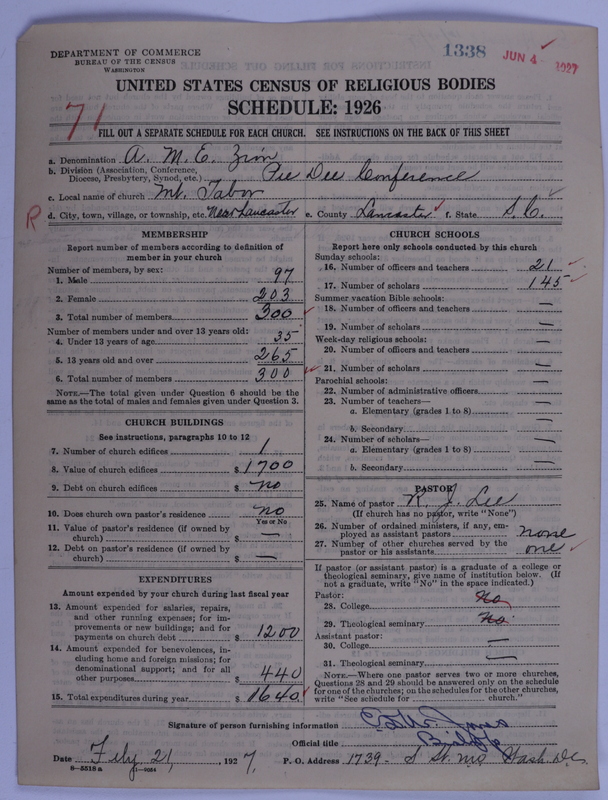 1338 JUN 4 1927
DEPARTMENT OF COMMERCE
BUREAU OF THE CENSUS
WASHINGTON
UNITED STATES CENSUS OF RELIGIOUS BODIES
SCHEDULE: 1926
71
FILL OUT A SEPARATE SCHEDULE FOR EACH CHURCH. SEE INSTRUCTIONS ON THE BACK OF THIS SHEET
a. Denomination A. M. E. Zion
b. Division (Association, Conference, Diocese, Presbytery, Synod, etc.) Pee Dee Conference
c. Local name of church Mt. Tabor
R d. City, town, village, or township, etc. Near Lancaster e. County Lancaster f. State S. C.
MEMBERSHIP
Report number of members according to definition of
member in your church
Number of members, by sex:
1. Male 97
2. Female 203
3. Total number of members 300
Number of members under and over 13 years old:
4. Under 13 years of age 35
5. 13 years old and over 265
6. Total number of members 300
NOTE.—The total given under Question 6 should be
same as the total of males and females given under Question 3.
CHURCH BUILDINGS
See instructions, paragraphs 10 to 12
7. Number of church edifices 1
8. Value of church edifices $ 1700
9. Debt on church edifices $ no
10. Does church own pastor's residence no
Yes or No
11. Value of pastor's residence (if owned by
church) $ —
12. Debt on pastor's residence (if owned by
church) $ —
EXPENDITURES
Amount expended by your church during last fiscal year
13. Amount expended for salaries, repairs,
and other running expenses; for im-
provements or new buildings; and for
payments on church debt $ 1200
14. Amount expended for benevolences, in-
cluding home and foreign missions; for
denominational support; and for all
other purposes $ 440
15. Total expenditures during year $ 1640
CHURCH SCHOOLS
Report here only schools conducted by this church
Sunday schools:
16. Number of officers and teachers 21
17. Number of scholars 145
Summer vacation Bible schools:
18. Number of officers and teachers —
19. Number of scholars —
Week-day religious schools:
20. Number of officers and teachers —
21. Number of scholars —
Parochial schools:
22. Number of administrative officers —
23. Number of teachers—
a. Elementary (grades 1 to 8) —
b. Secondary —
24. Number of scholars—
a. Elementary (grades 1 to 8) —
b. Secondary —
PASTOR
25. Name of pastor R. J. Lee
(If church has no pastor, write "None")
26. Number of ordained ministers, if any, em-
ployed as assistant pastors none
27. Number of other churches served by the
pastor or his assistants one
If pastor (or assistant pastor) is a graduate of a college or
theological seminary, give name of institution below. (If
not a graduate, write "No" in the space indicated.)
Pastor:
28. College No
29. Theological seminary No
Assistant pastor:
30. College —
31. Theological seminary —
NOTE.—Where one pastor serves two or more churches,
Questions 28 and 29 should be answered only on the schedule
for one of the churches; on the schedules for the other churches,
write "See schedule for church."
Signature of person furnishing information Jones
Official title Bishop
Date 21, 1927. P. O. Address 1739- S St. NW Wash. D.C.
8—5518a 11—9064